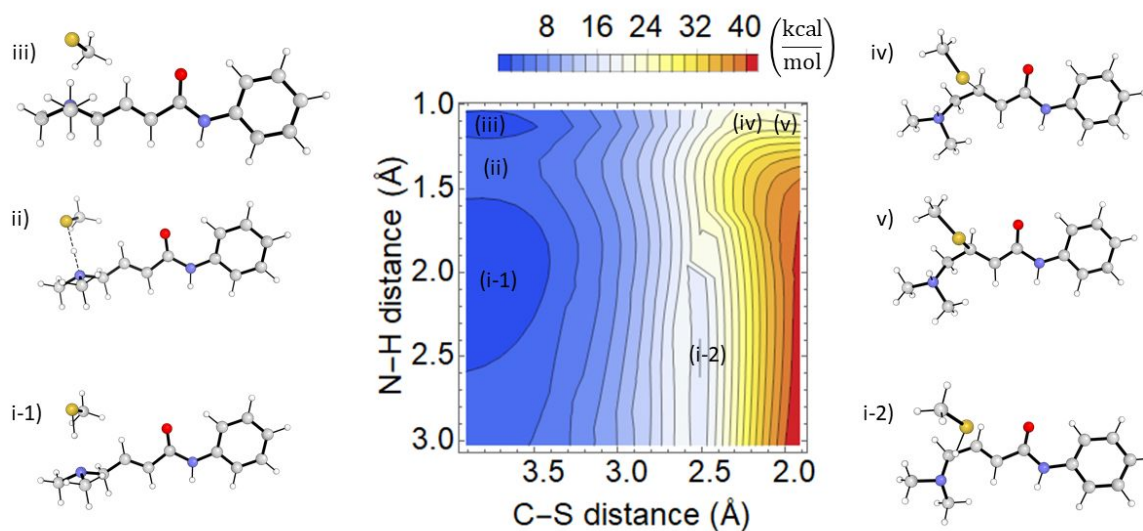 8 16 24 32 40 (kcal/mol)
iii)
iv)
1.0
(iii)
(iv)
(v)
(ii)
1.5
ii)
v)
N–H distance (Å)
2.0
(i-1)
2.5
(i-2)
i-1)
i-2)
3.0
3.5 3.0 2.5 2.0
C–S distance (Å)